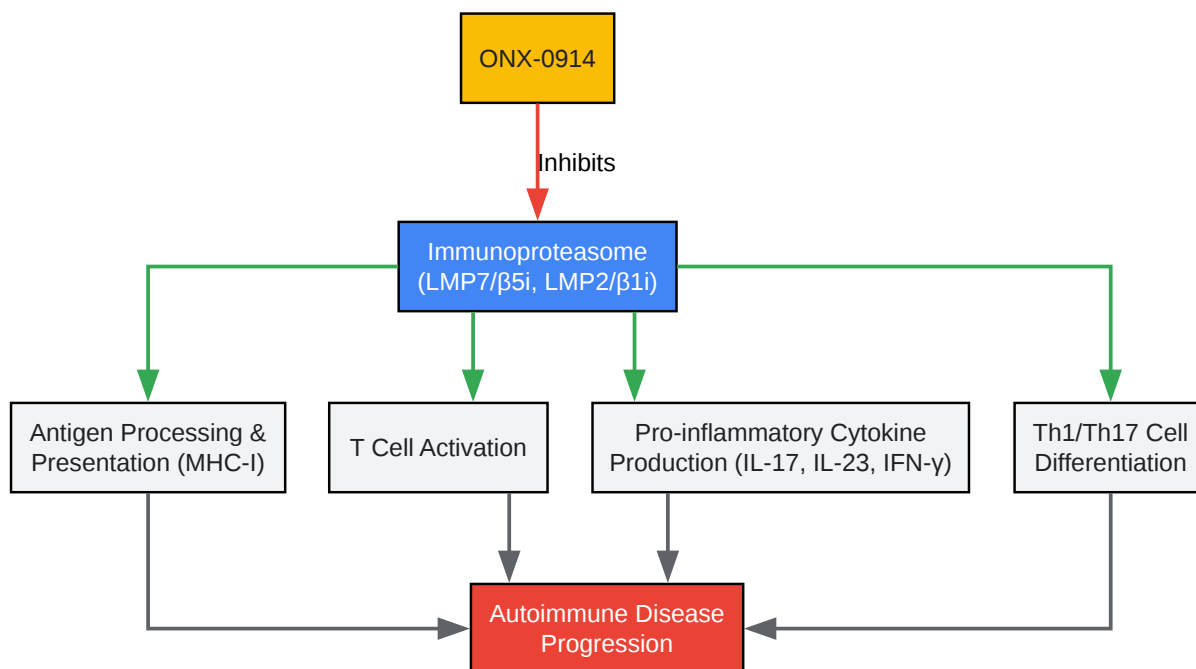 ONX-0914
Inhibits
Immunoproteasome
(LMP7/β5i, LMP2/β1i)
Antigen Processing &
Presentation (MHC-I)
T Cell Activation
Pro-inflammatory Cytokine
Production (IL-17, IL-23, IFN-γ)
Th1/Th17 Cell
Differentiation
Autoimmune Disease
Progression